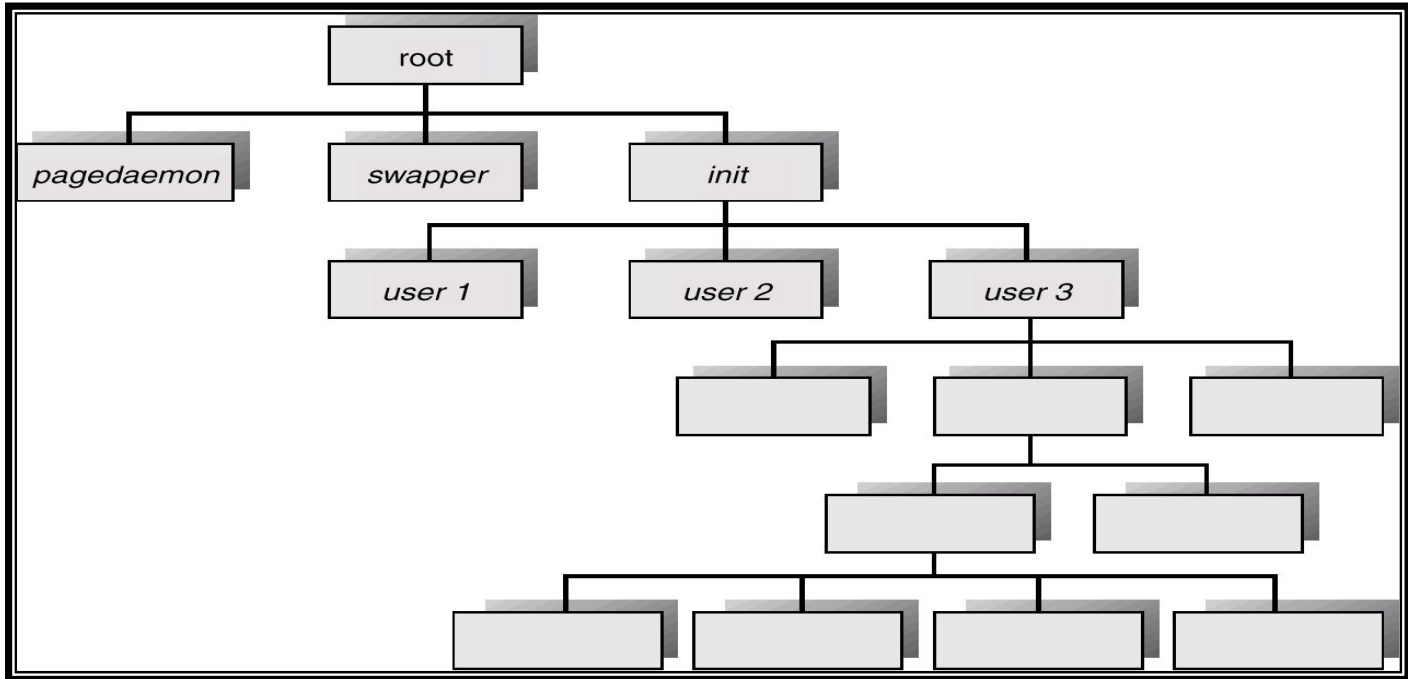 root
pagedaemon swapper init
user 1 user 2 user 3